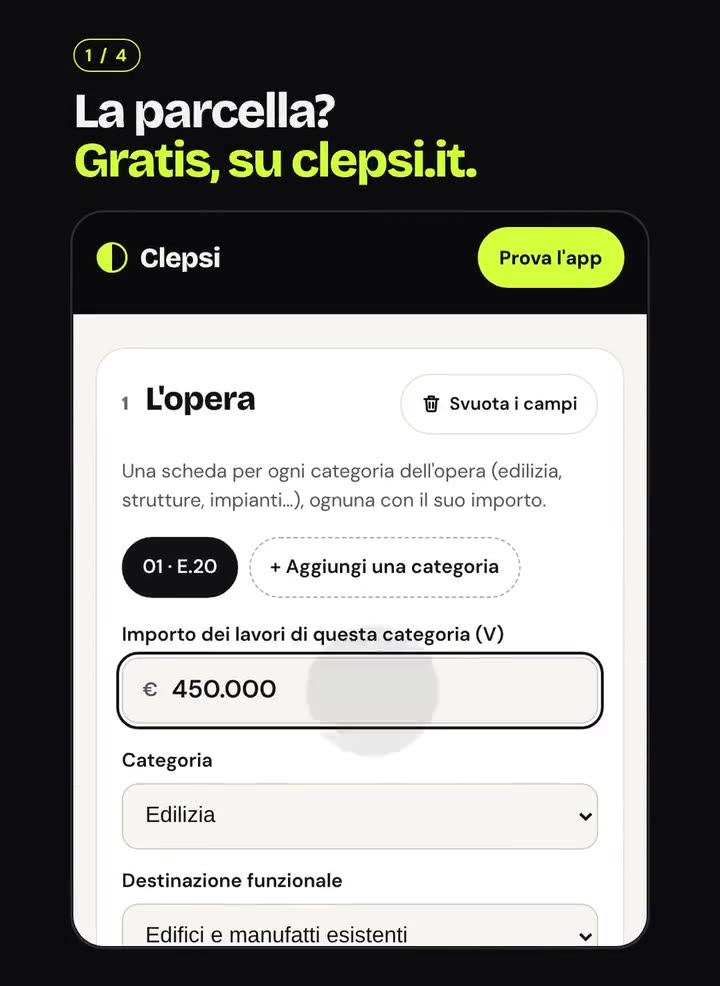 1 / 4
La parcella?
Gratis, su clepsi.it.
Clepsi
Prova l'app
1 L'opera
Svuota i campi
Una scheda per ogni categoria dell'opera (edilizia,
strutture, impianti...), ognuna con il suo importo.
01 · E.20
+ Aggiungi una categoria
Importo dei lavori di questa categoria (V)
€ 450.000
Categoria
Edilizia
Destinazione funzionale
Edifici e manufatti esistenti